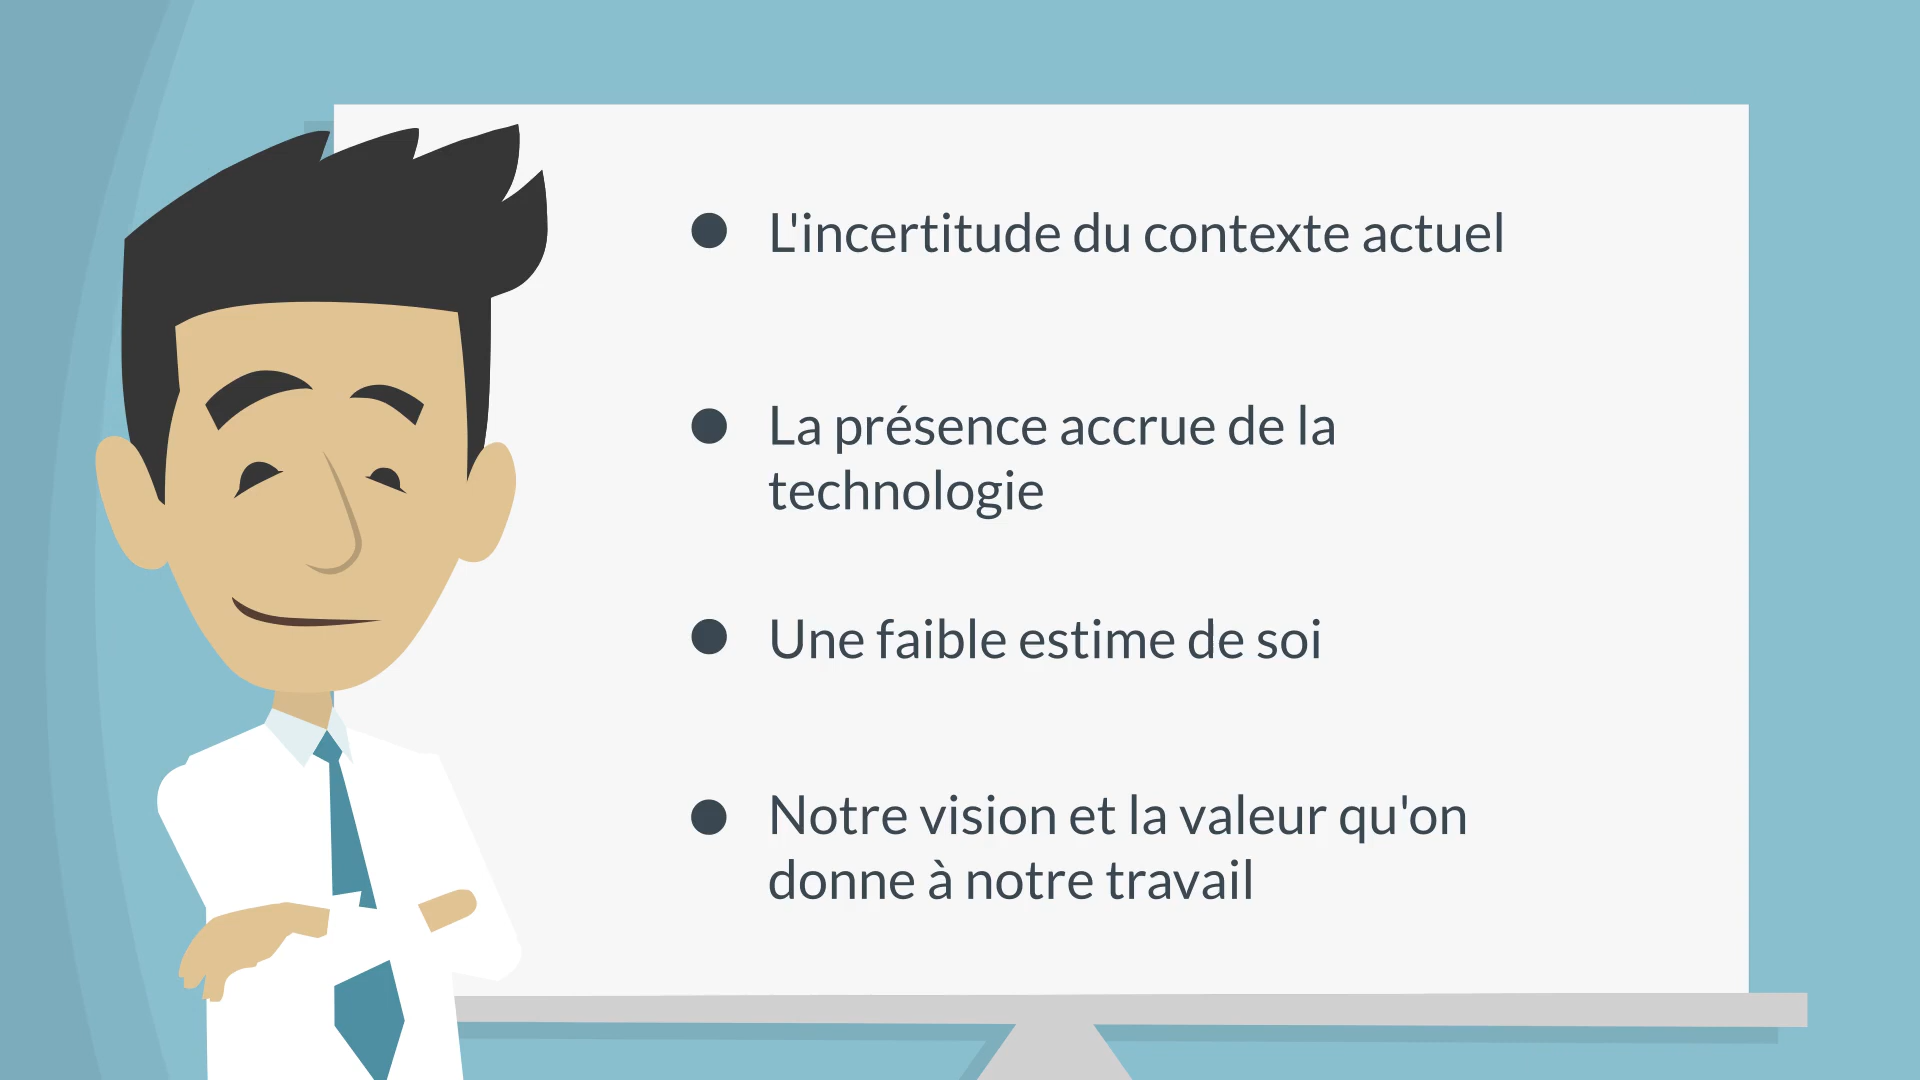 L'incertitude du contexte actuel
La présence accrue de la
technologie
Une faible estime de soi
Notre vision et la valeur qu'on
donne à notre travail